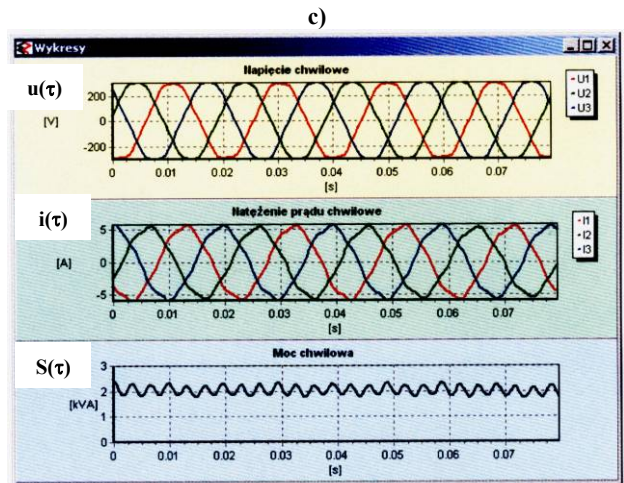 c)
Wykresy
Napięcie chwilowe
u(τ)
[V]
200
0
-200
0 0.01 0.02 0.03 0.04 0.05 0.06 0.07
[s]
U1
U2
U3
Natężenie prądu chwilowe
i(τ)
[A]
5
0
-5
0 0.01 0.02 0.03 0.04 0.05 0.06 0.07
[s]
I1
I2
I3
Moc chwilowa
S(τ)
[kVA]
3
2
1
0
0 0.01 0.02 0.03 0.04 0.05 0.06 0.07
[s]